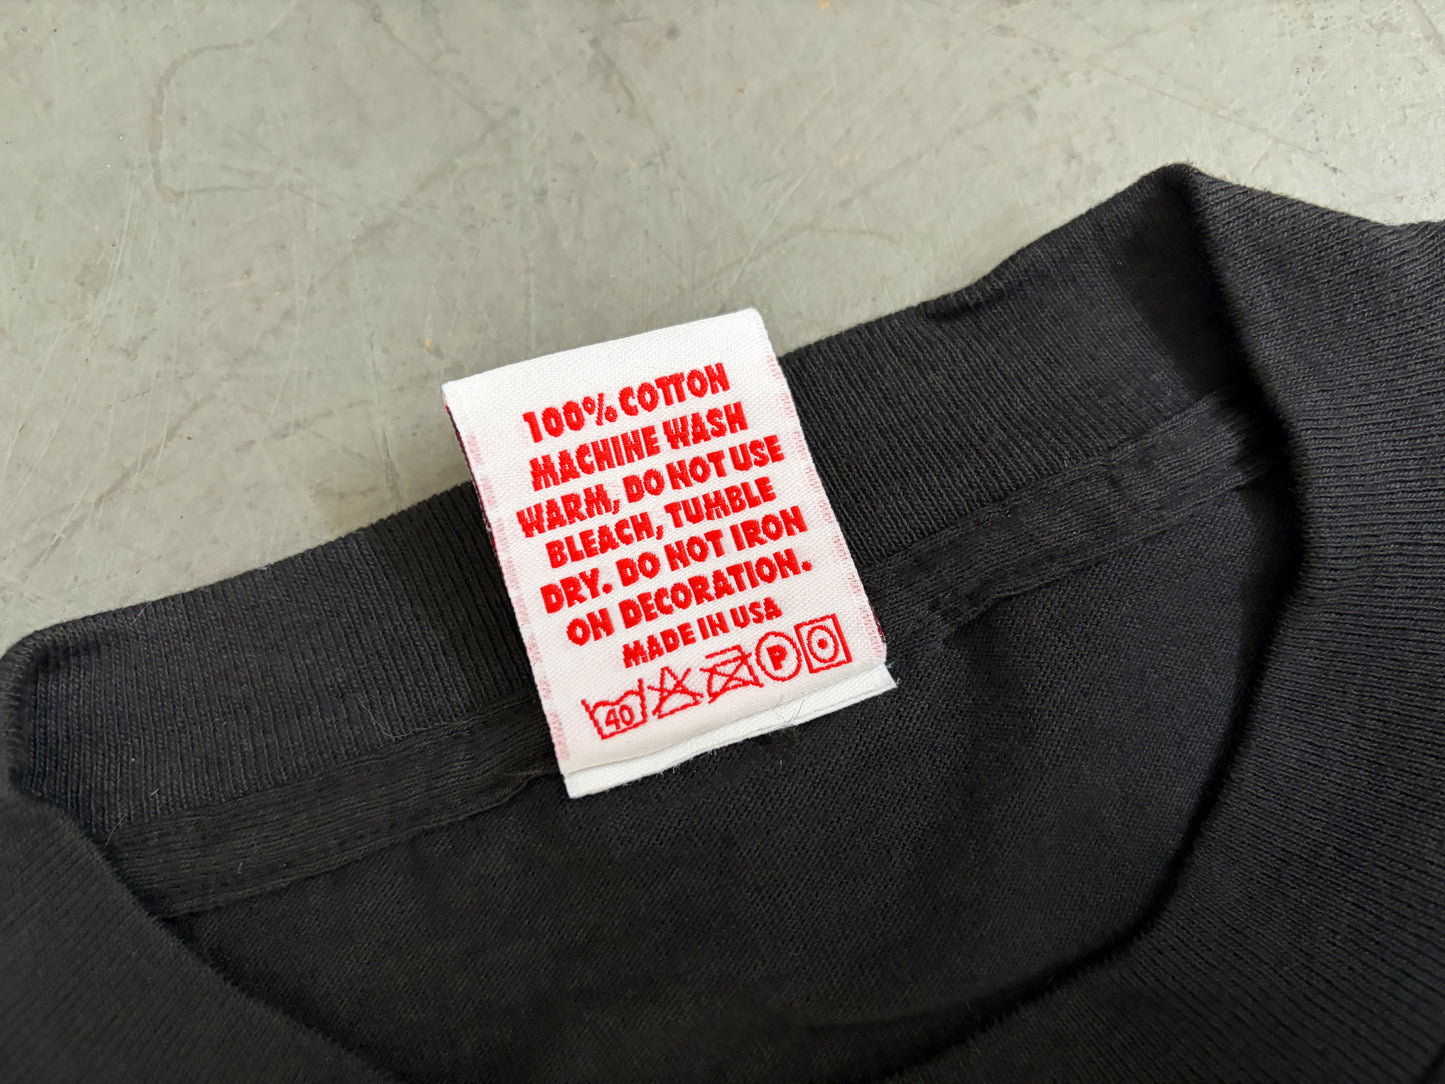 100% COTTON
MACHINE WASH
WARM, DO NOT USE
BLEACH, TUMBLE
DRY. DO NOT IRON
ON DECORATION.
MADE IN USA
40 P